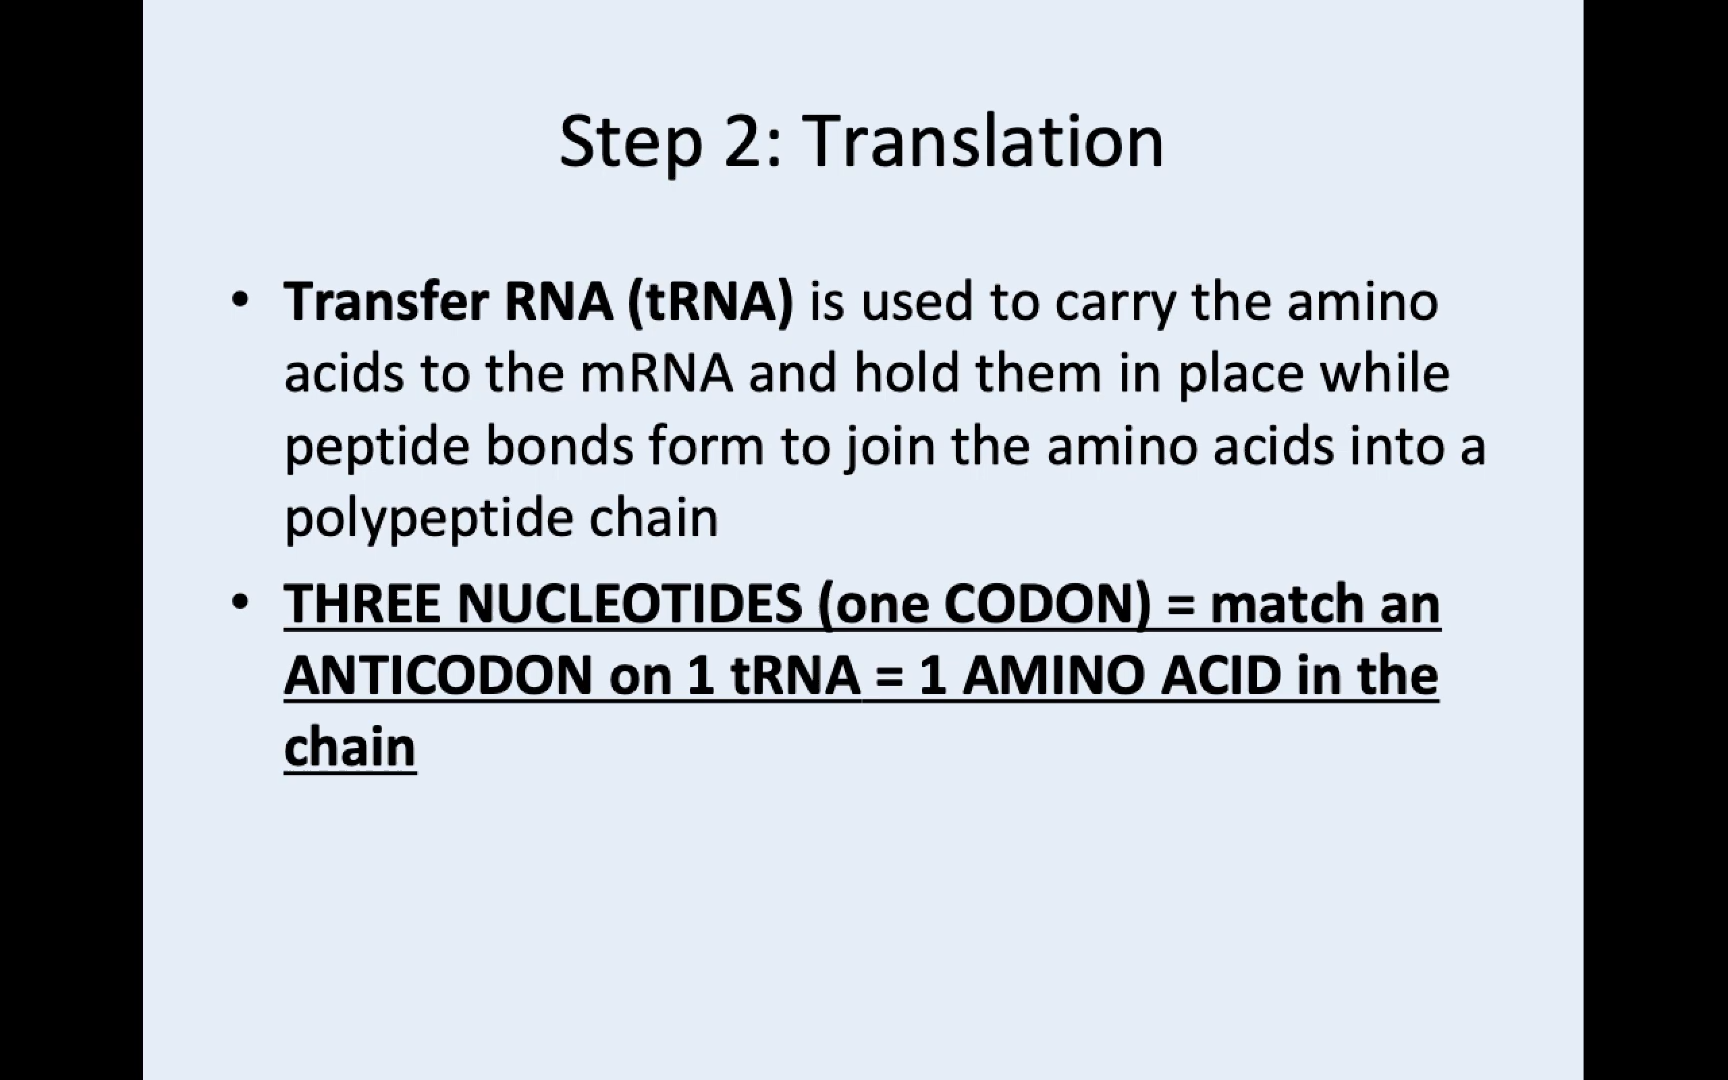 Step 2: Translation
• Transfer RNA (tRNA) is used to carry the amino
acids to the mRNA and hold them in place while
peptide bonds form to join the amino acids into a
polypeptide chain
• THREE NUCLEOTIDES (one CODON) = match an
ANTICODON on 1 tRNA = 1 AMINO ACID in the
chain